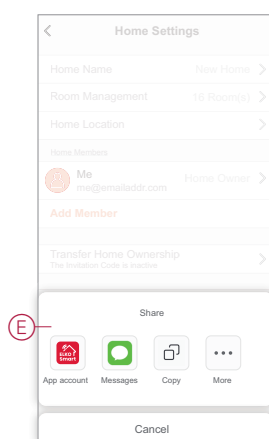 Home Settings
Home Name New Home
Room Management 16 Room(s)
Home Location
Home Members
Me
me@emailaddr.com Home Owner
Add Member
Transfer Home Ownership
The Invitation Code is inactive
Share
E
ELKO
Smart
App account Messages Copy More
Cancel